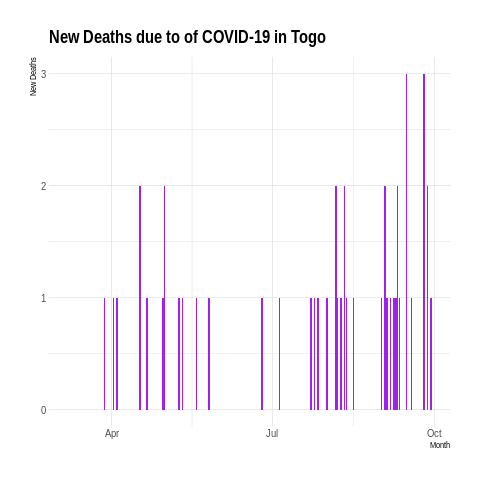 New Deaths due to of COVID-19 in Togo
New Deaths
3
2
1
0
Apr
Jul
Oct
Month